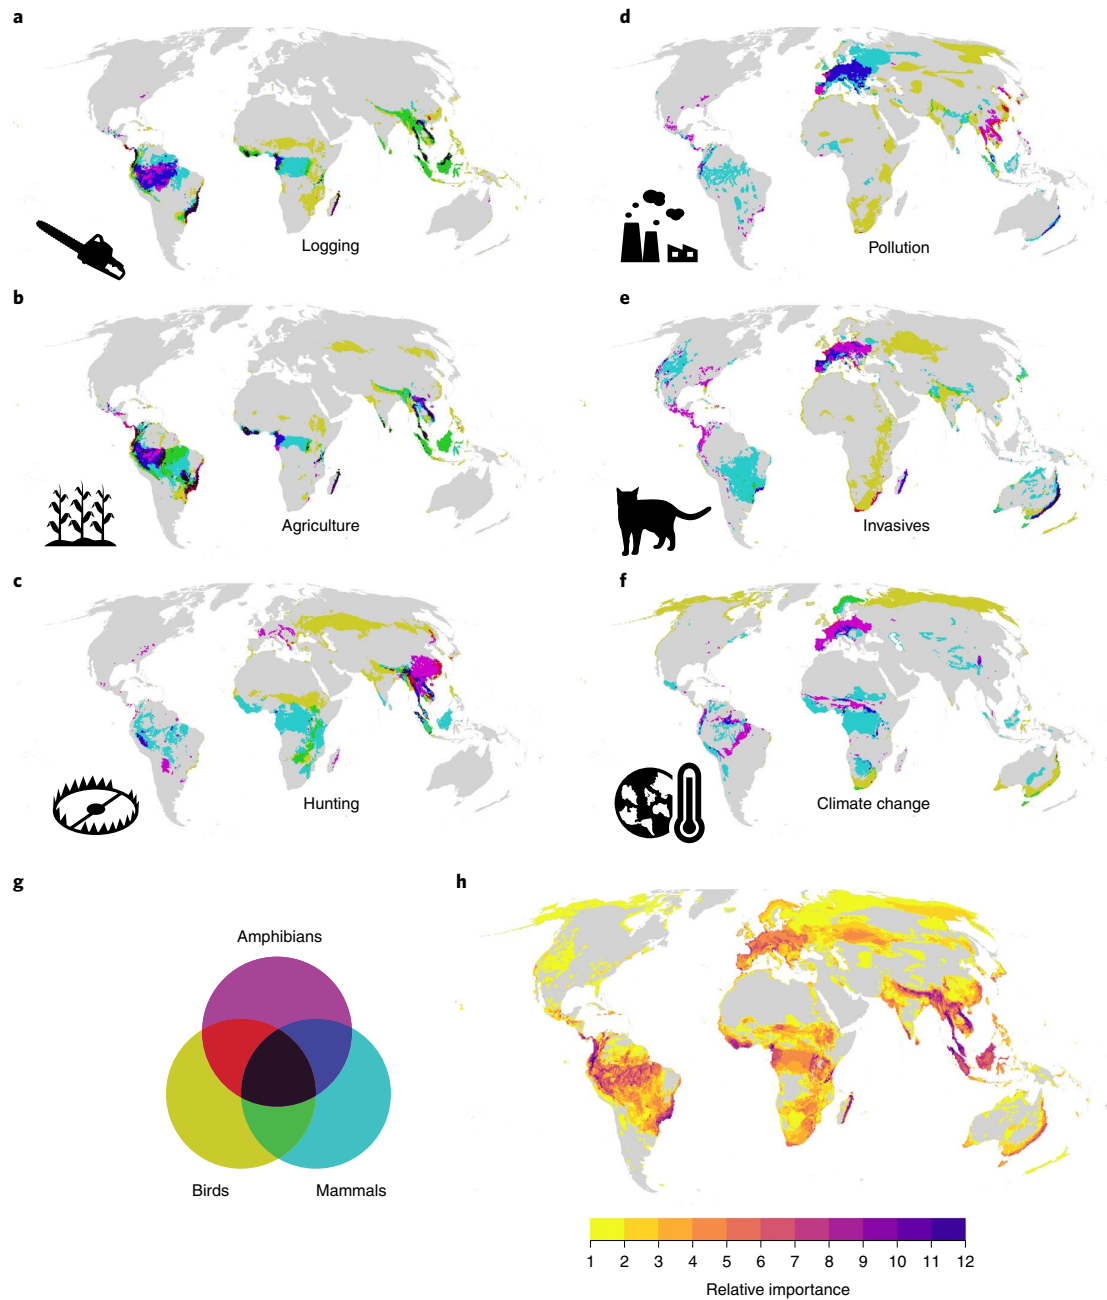 a
Logging
b
Agriculture
c
Hunting
d
Pollution
e
Invasives
f
Climate change
g
Amphibians
Birds
Mammals
h
1 2 3 4 5 6 7 8 9 10 11 12
Relative importance